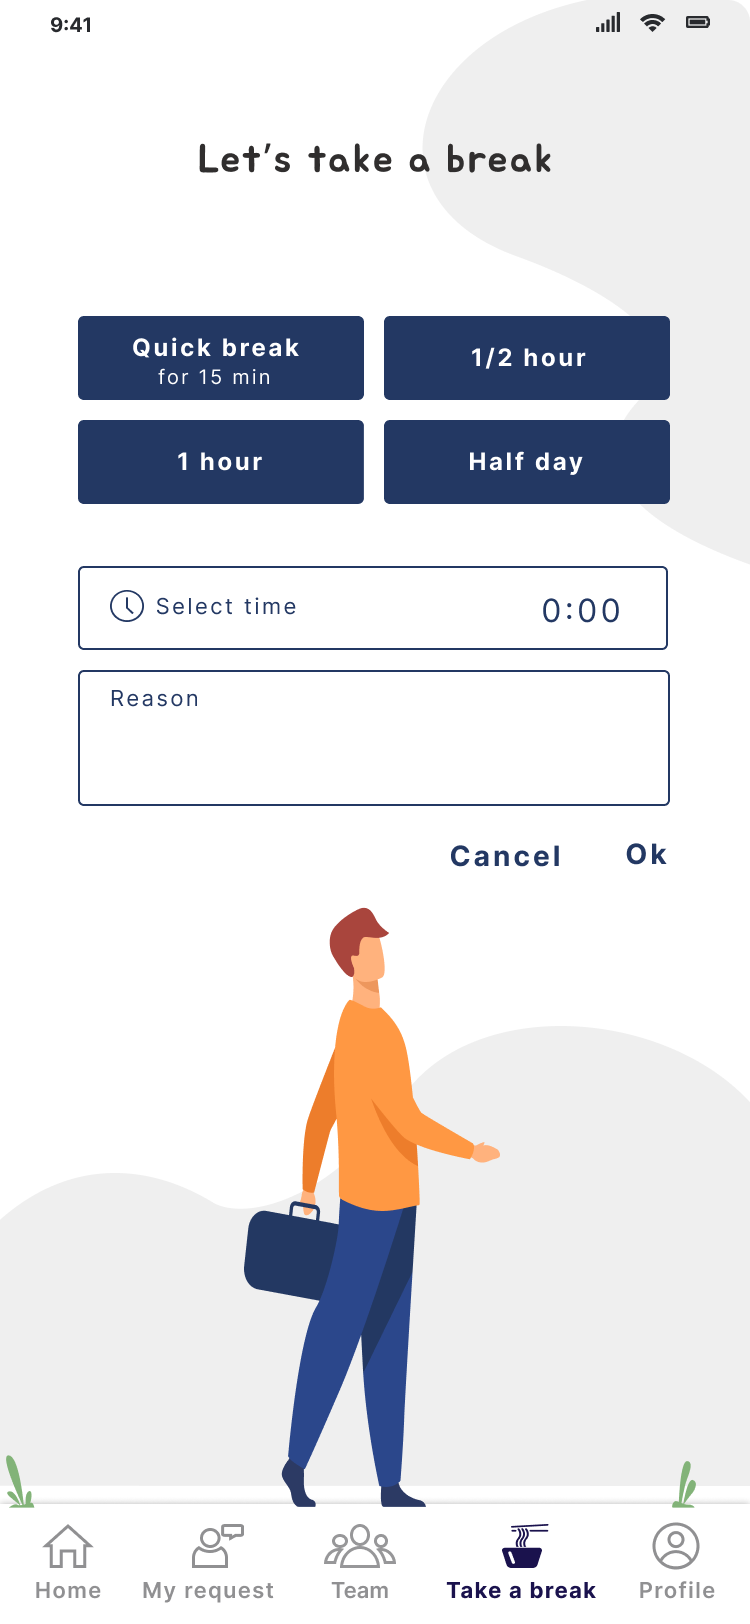 9:41
Let's take a break
Quick break
for 15 min
1/2 hour
1 hour
Half day
Select time
0:00
Reason
Cancel
Ok
Home
My request
Team
Take a break
Profile